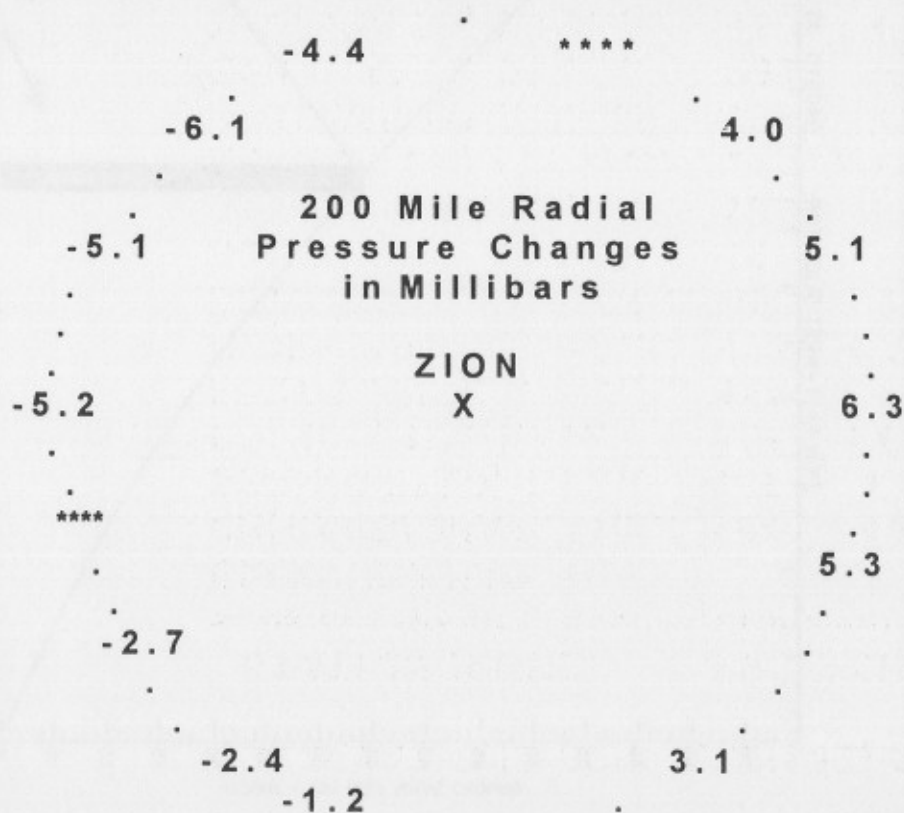 -4.4 ****
-6.1 4.0
200 Mile Radial
-5.1 Pressure Changes 5.1
in Millibars
ZION
-5.2 X 6.3
****
5.3
-2.7
-2.4 3.1
-1.2